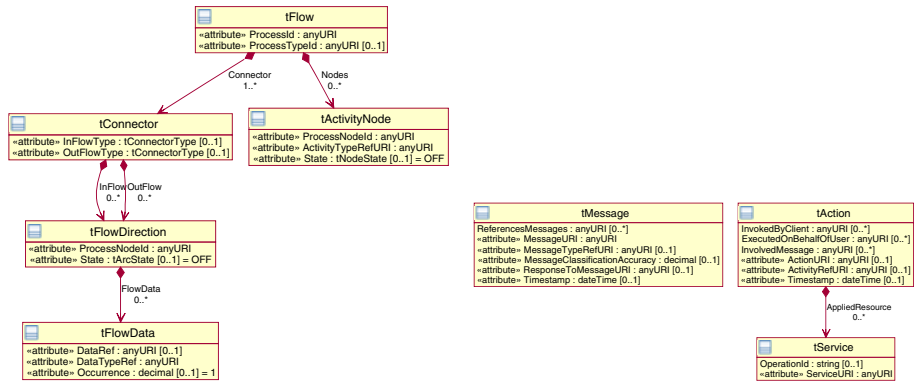 tFlow
«attribute» ProcessId : anyURI
«attribute» ProcessTypeId : anyURI [0..1]
Connector
1..*
Nodes
0..*
tConnector
«attribute» InFlowType : tConnectorType [0..1]
«attribute» OutFlowType : tConnectorType [0..1]
tActivityNode
«attribute» ProcessNodeId : anyURI
«attribute» ActivityTypeRefURI : anyURI
«attribute» State : tNodeState [0..1] = OFF
InFlow
0..*
OutFlow
0..*
tFlowDirection
«attribute» ProcessNodeId : anyURI
«attribute» State : tArcState [0..1] = OFF
FlowData
0..*
tFlowData
«attribute» DataRef : anyURI [0..1]
«attribute» DataTypeRef : anyURI
«attribute» Occurrence : decimal [0..1] = 1
tMessage
ReferencesMessages : anyURI [0..*]
«attribute» MessageURI : anyURI
«attribute» MessageTypeRefURI : anyURI [0..1]
«attribute» MessageClassificationAccuracy : decimal [0..1]
«attribute» ResponseToMessageURI : anyURI [0..1]
«attribute» Timestamp : dateTime [0..1]
tAction
InvokedByClient : anyURI [0..*]
ExecutedOnBehalfOfUser : anyURI [0..*]
InvolvedMessage : anyURI [0..*]
«attribute» ActionURI : anyURI [0..1]
«attribute» ActivityRefURI : anyURI [0..1]
«attribute» Timestamp : dateTime [0..1]
AppliedResource
0..*
tService
OperationId : string [0..1]
«attribute» ServiceURI : anyURI